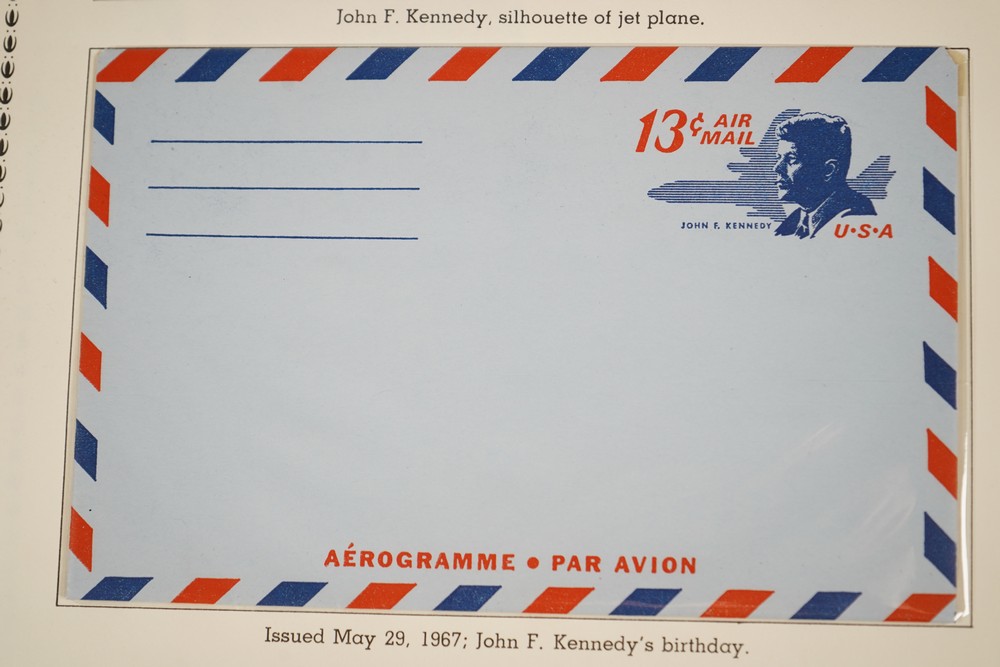 John F. Kennedy, silhouette of jet plane.
13¢ AIR
MAIL
JOHN F. KENNEDY
U•S•A
AÉROGRAMME • PAR AVION
Issued May 29, 1967; John F. Kennedy's birthday.